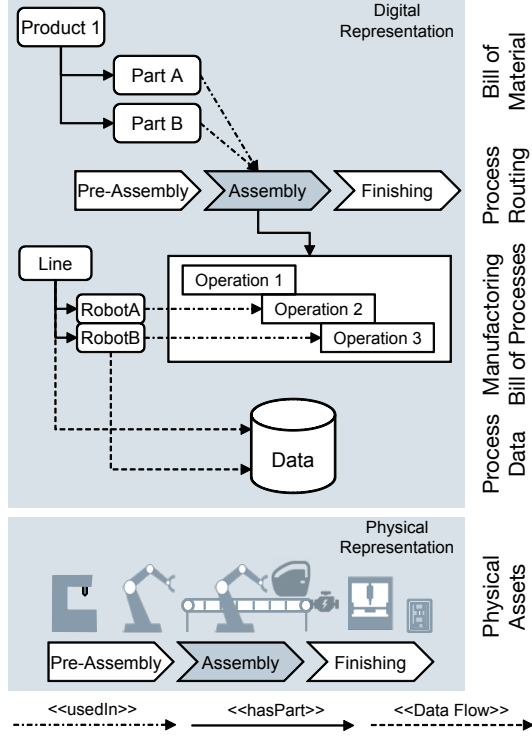 Digital
Representation
Product 1
Part A
Part B
Bill of
Material
Pre-Assembly
Assembly
Finishing
Process
Routing
Line
RobotA
RobotB
Operation 1
Operation 2
Operation 3
Manufactoring
Bill of Processes
Data
Process
Data
Physical
Representation
Pre-Assembly
Assembly
Finishing
Physical
Assets
<<usedIn>>
<<hasPart>>
<<Data Flow>>